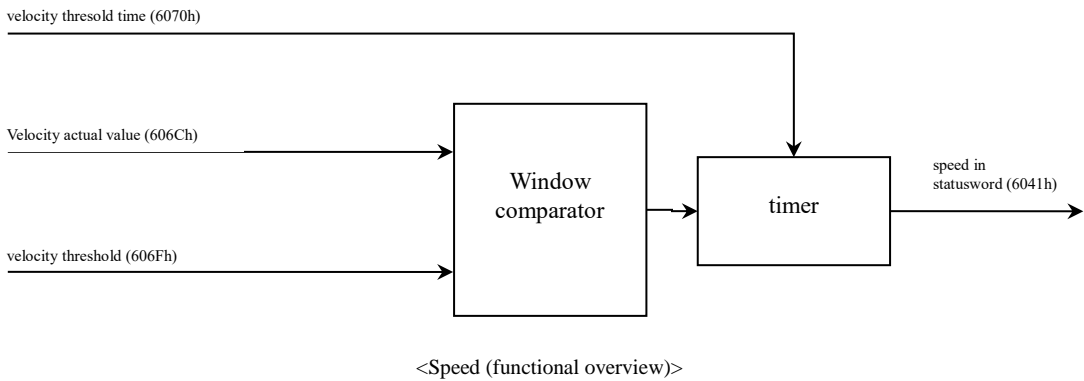 velocity thresold time (6070h)
Velocity actual value (606Ch)
velocity threshold (606Fh)
Window
comparator
timer
speed in
statusword (6041h)
<Speed (functional overview)>